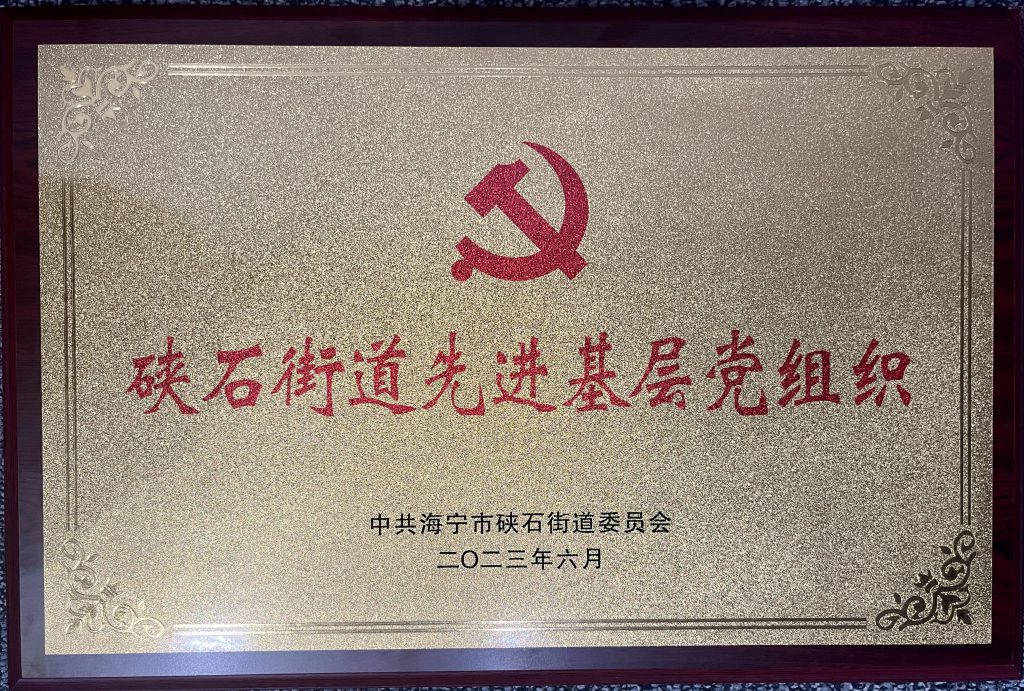 硖石街道先进基层党组织
中共海宁市硖石街道委员会
二〇二三年六月